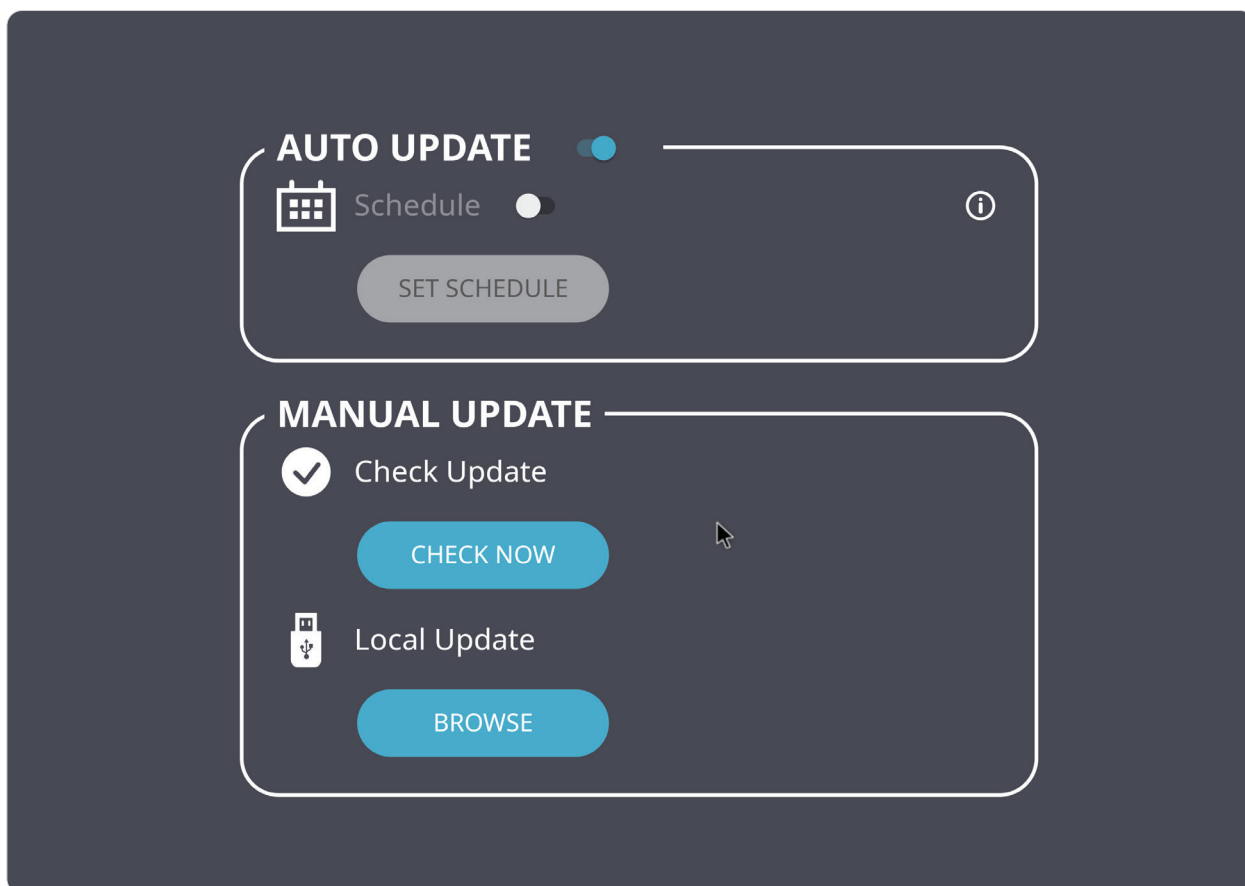 AUTO UPDATE
Schedule
SET SCHEDULE
MANUAL UPDATE
Check Update
CHECK NOW
Local Update
BROWSE